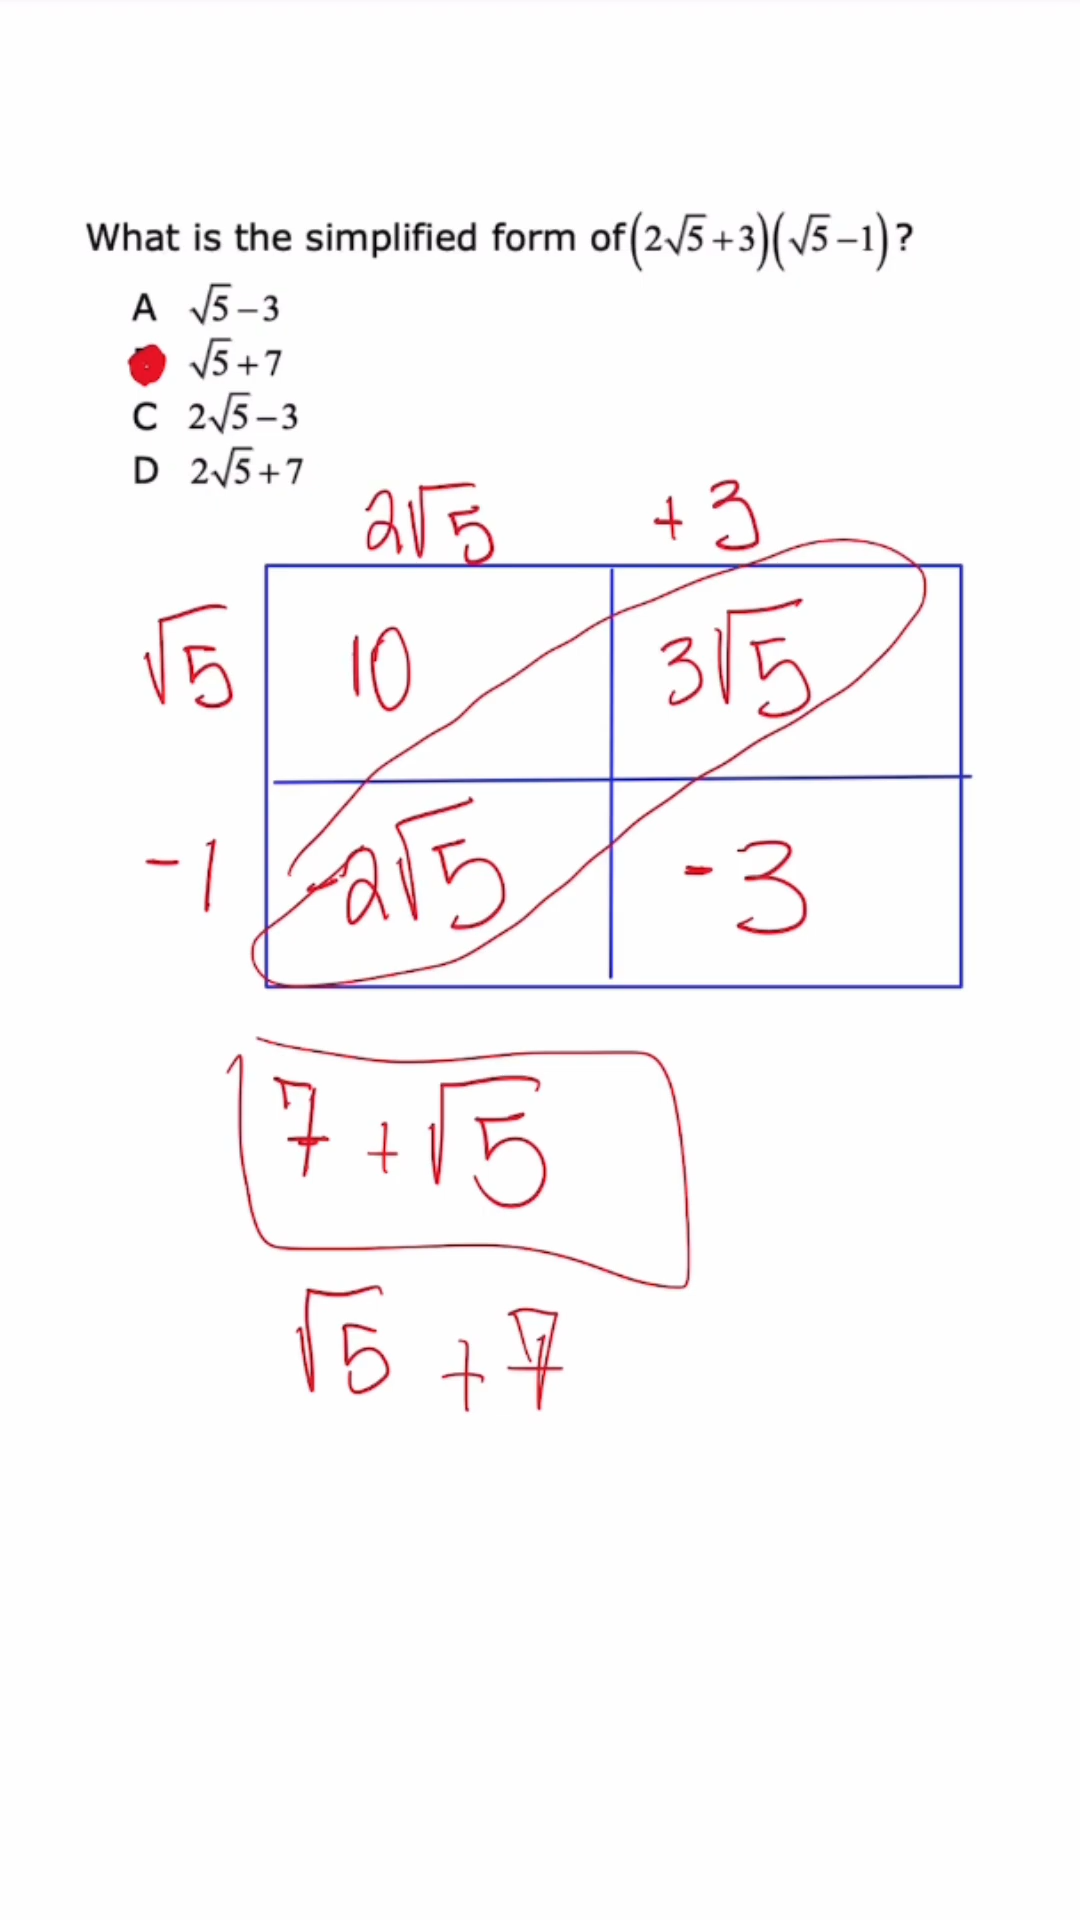 What is the simplified form of (2√5+3)(√5−1)?
A √5−3
√5+7
C 2√5−3
D 2√5+7
2√5 +3
√5 10 3√5
-1 -2√5 -3
7+√5
√5 +7